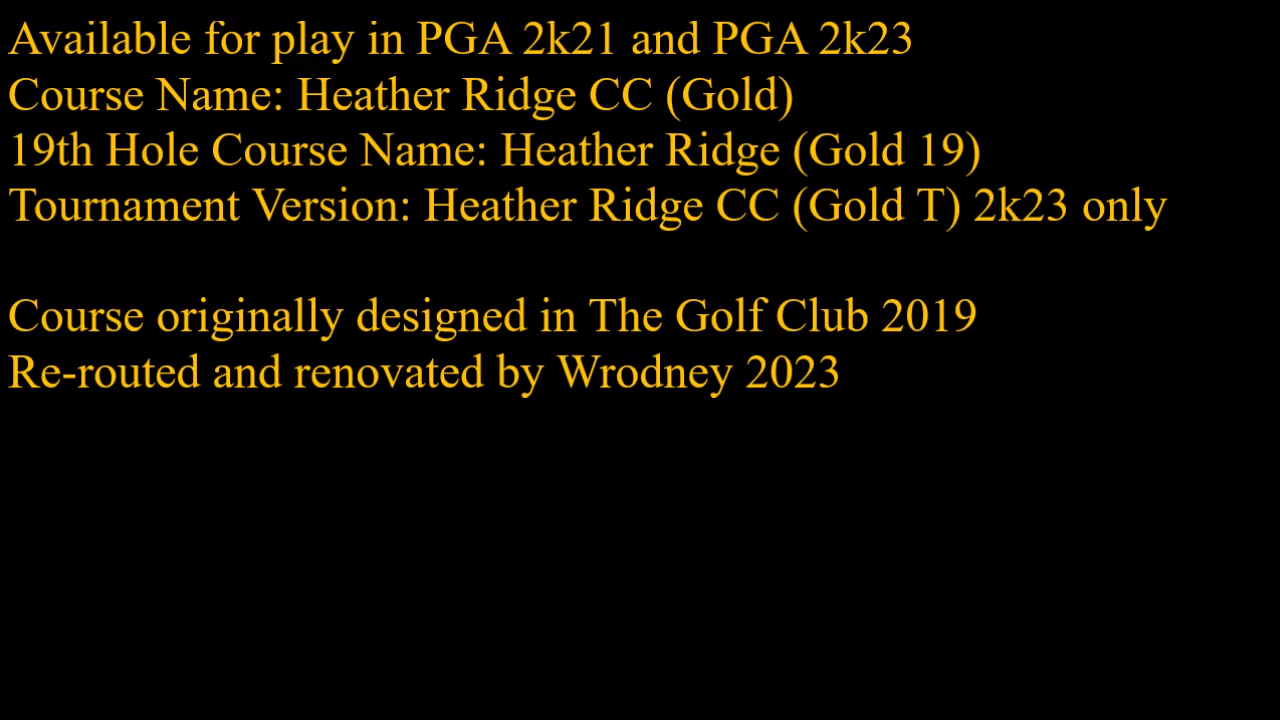 Available for play in PGA 2k21 and PGA 2k23
Course Name: Heather Ridge CC (Gold)
19th Hole Course Name: Heather Ridge (Gold 19)
Tournament Version: Heather Ridge CC (Gold T) 2k23 only
Course originally designed in The Golf Club 2019
Re-routed and renovated by Wrodney 2023